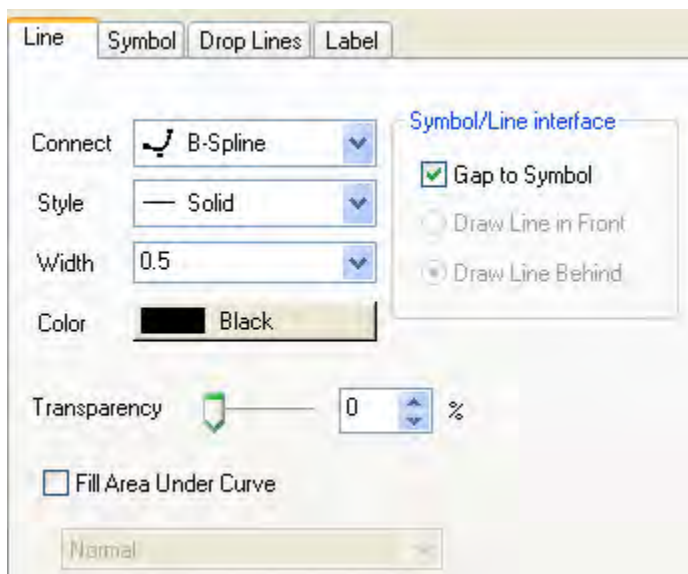 Line Symbol Drop Lines Label
Symbol/Line interface
Connect B-Spline
Gap to Symbol
Style Solid
Draw Line in Front
Width 0.5
Draw Line Behind
Color Black
Transparency 0 %
Fill Area Under Curve
Normal